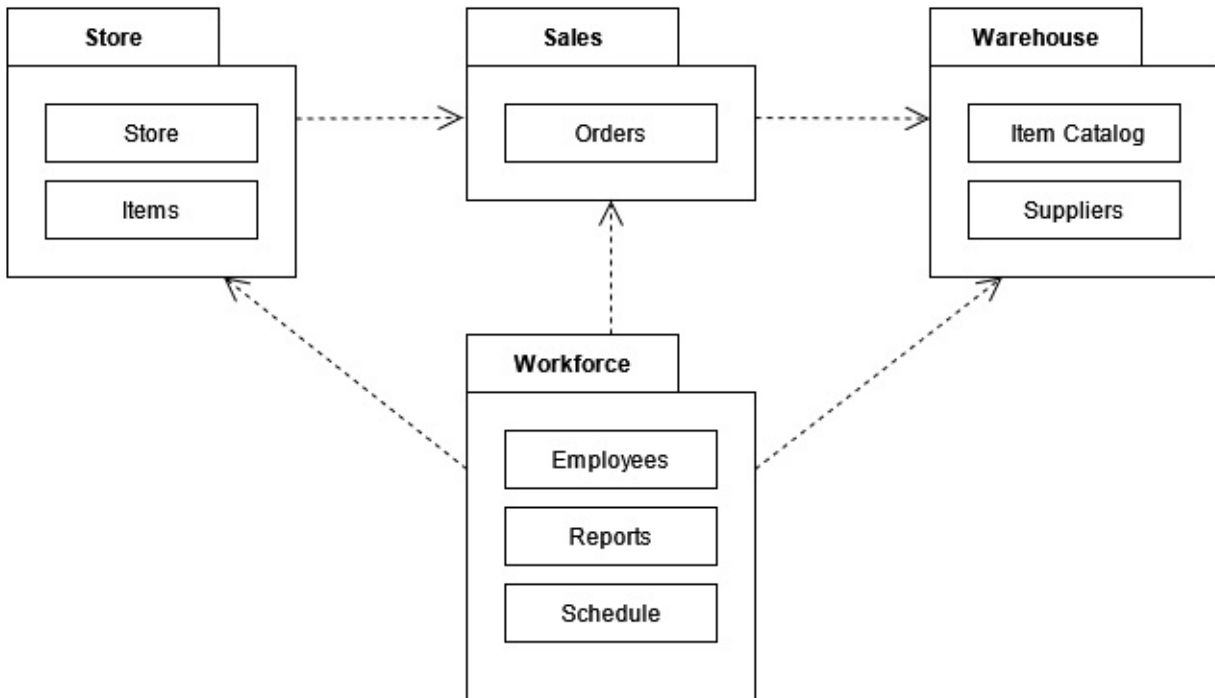 Store
Store
Items
Sales
Orders
Warehouse
Item Catalog
Suppliers
Workforce
Employees
Reports
Schedule